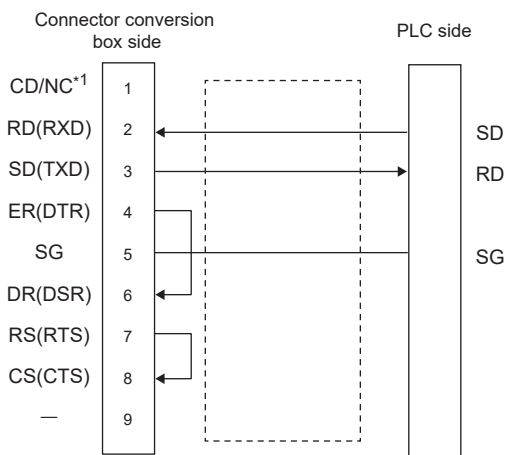 Connector conversion
box side
PLC side
CD/NC*1 1
RD(RXD) 2 SD
SD(TXD) 3 RD
ER(DTR) 4
SG 5 SG
DR(DSR) 6
RS(RTS) 7
CS(CTS) 8
— 9